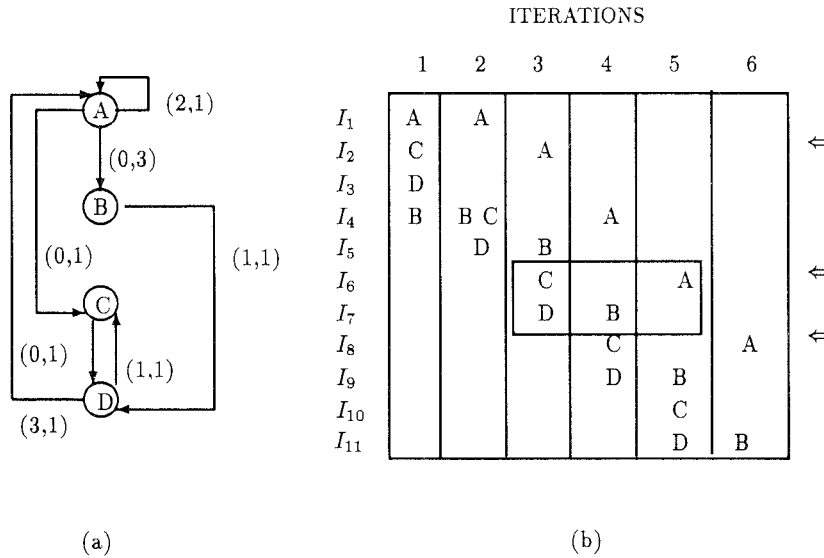 ITERATIONS
1 2 3 4 5 6
A
(2,1)
(0,3)
B
(0,1)
(1,1)
C
(0,1)
(1,1)
D
(3,1)
I1 A A
I2 C A ⇐
I3 D
I4 B B C A
I5 D B
I6 C A ⇐
I7 D B
I8 C A ⇐
I9 D B
I10 C
I11 D B
(a) (b)